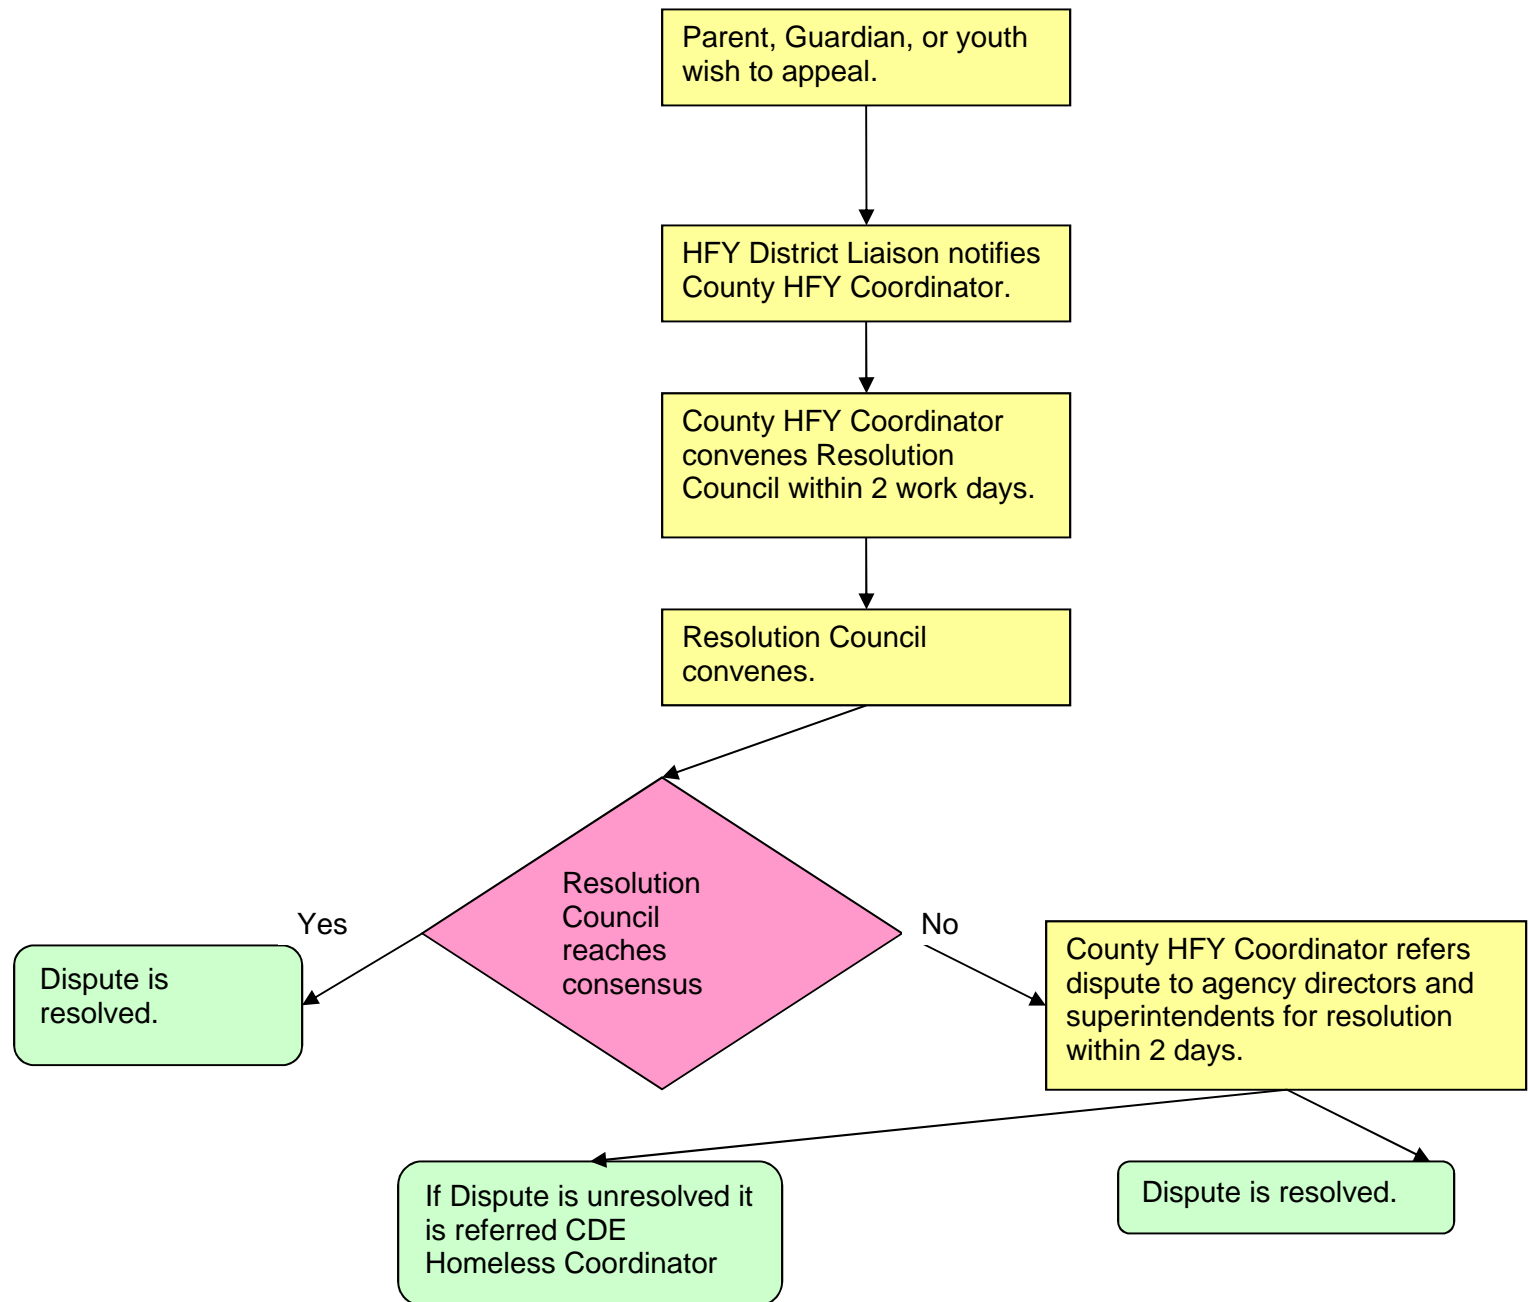 Parent, Guardian, or youth
wish to appeal.
HFY District Liaison notifies
County HFY Coordinator.
County HFY Coordinator
convenes Resolution
Council within 2 work days.
Resolution Council
convenes.
Resolution
Council
reaches
consensus
Yes
No
Dispute is
resolved.
County HFY Coordinator refers
dispute to agency directors and
superintendents for resolution
within 2 days.
If Dispute is unresolved it
is referred CDE
Homeless Coordinator
Dispute is resolved.